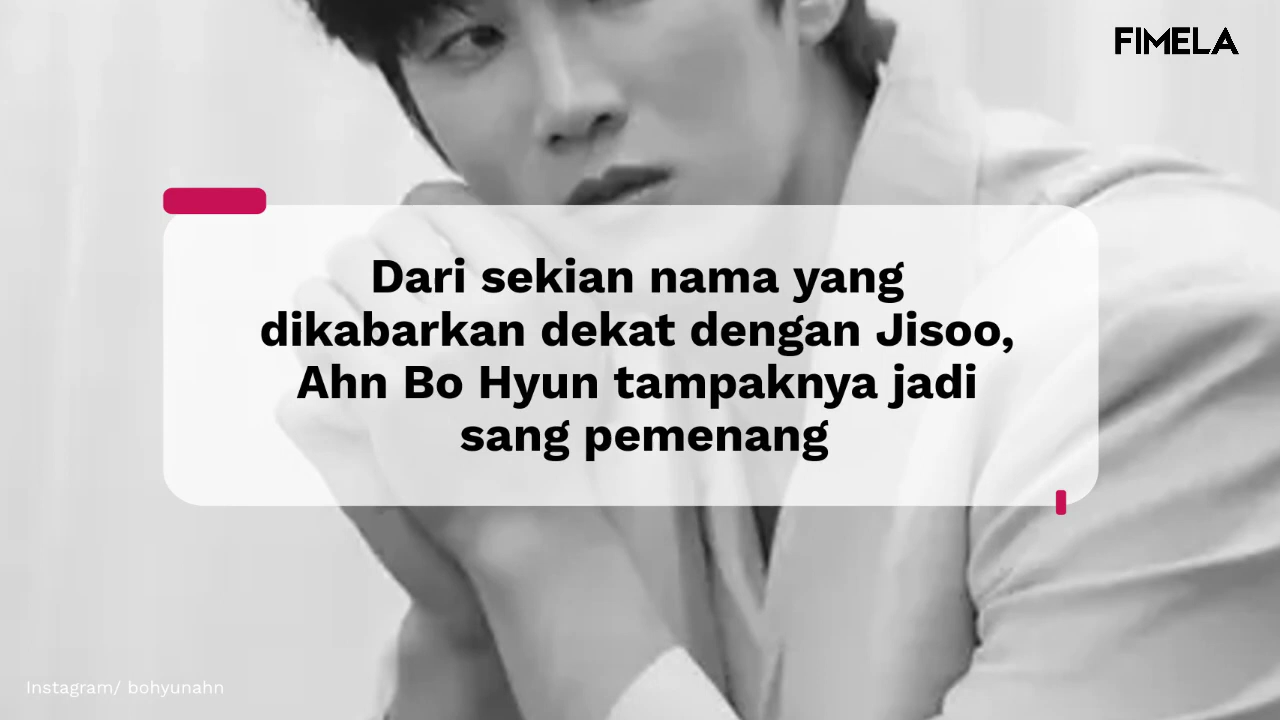 FIMELA
Dari sekian nama yang
dikabarkan dekat dengan Jisoo,
Ahn Bo Hyun tampaknya jadi
sang pemenang
Instagram/ bohyunahn